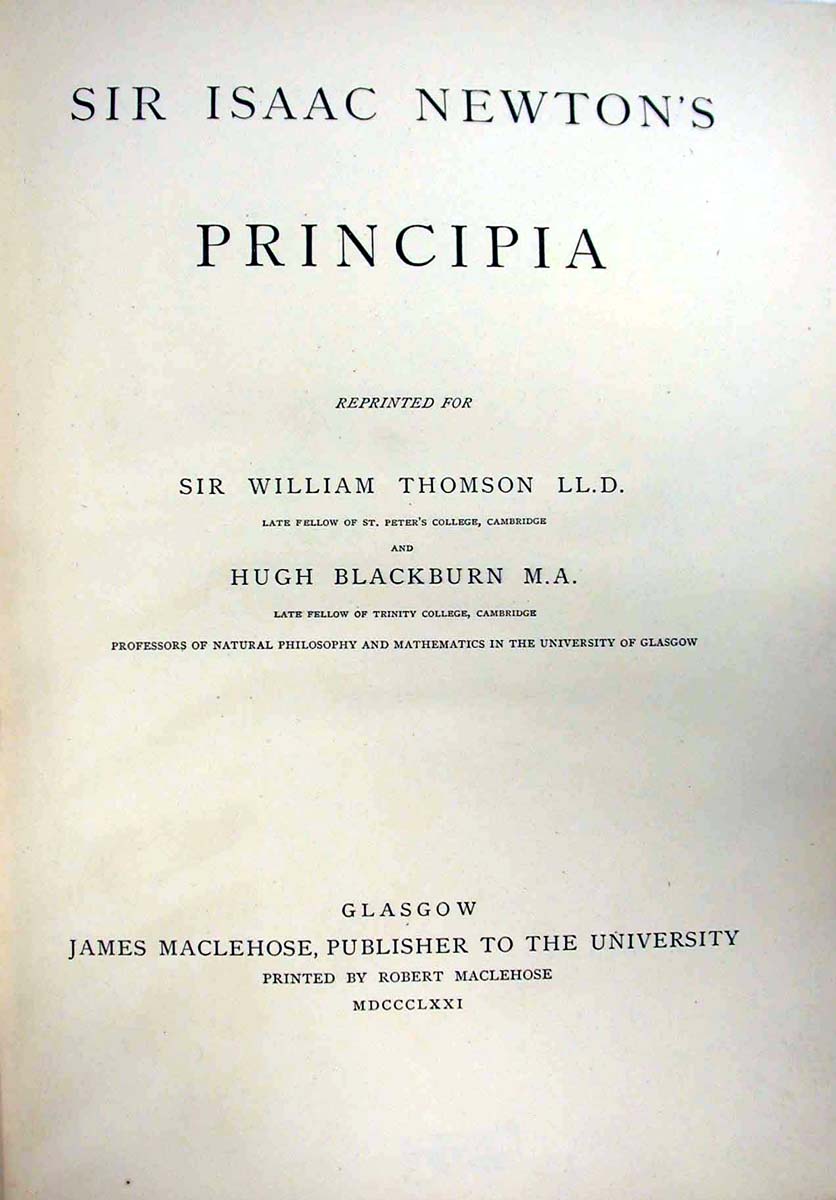 SIR ISAAC NEWTON'S
PRINCIPIA
REPRINTED FOR
SIR WILLIAM THOMSON LL.D.
LATE FELLOW OF ST. PETER'S COLLEGE, CAMBRIDGE
AND
HUGH BLACKBURN M.A.
LATE FELLOW OF TRINITY COLLEGE, CAMBRIDGE
PROFESSORS OF NATURAL PHILOSOPHY AND MATHEMATICS IN THE UNIVERSITY OF GLASGOW
GLASGOW
JAMES MACLEHOSE, PUBLISHER TO THE UNIVERSITY
PRINTED BY ROBERT MACLEHOSE
MDCCCLXXI